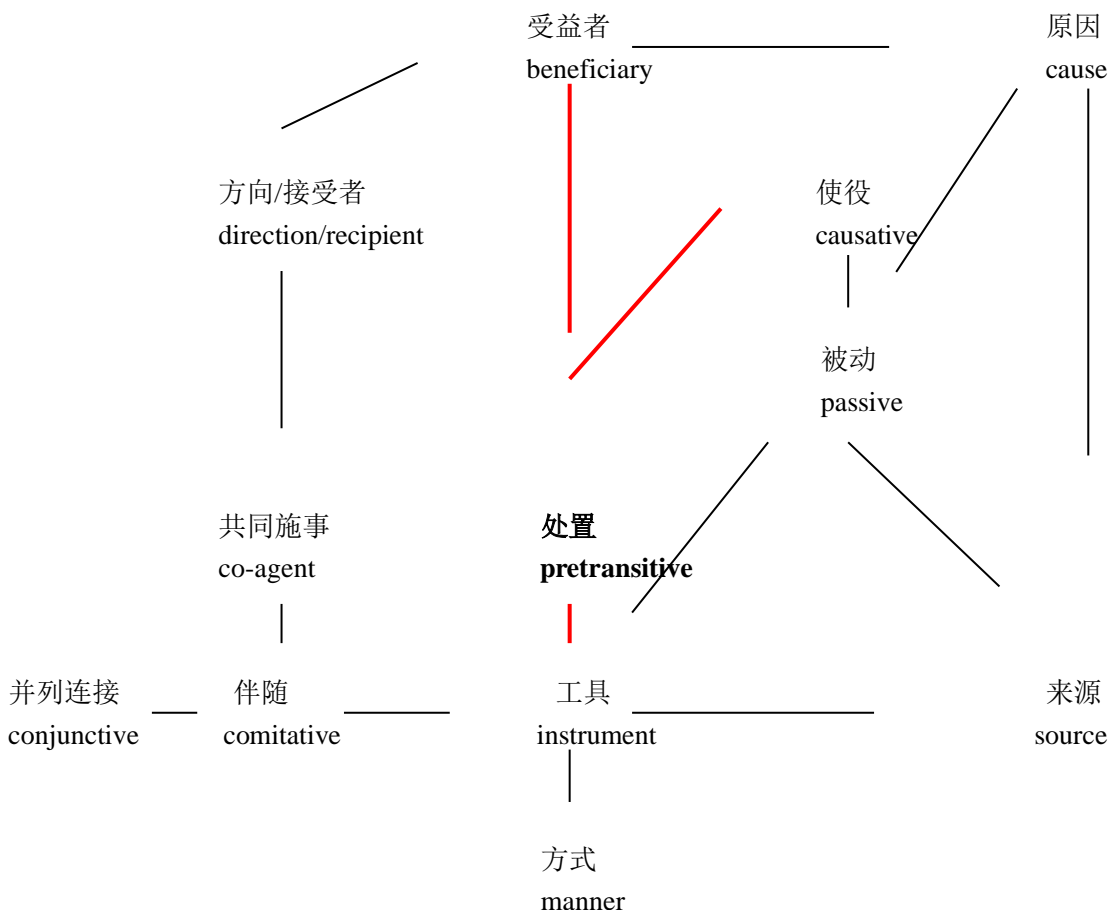 受益者
beneficiary
原因
cause
方向/接受者
direction/recipient
使役
causative
被动
passive
共同施事
co-agent
处置
pretransitive
并列连接
conjunctive
伴随
comitative
工具
instrument
来源
source
方式
manner